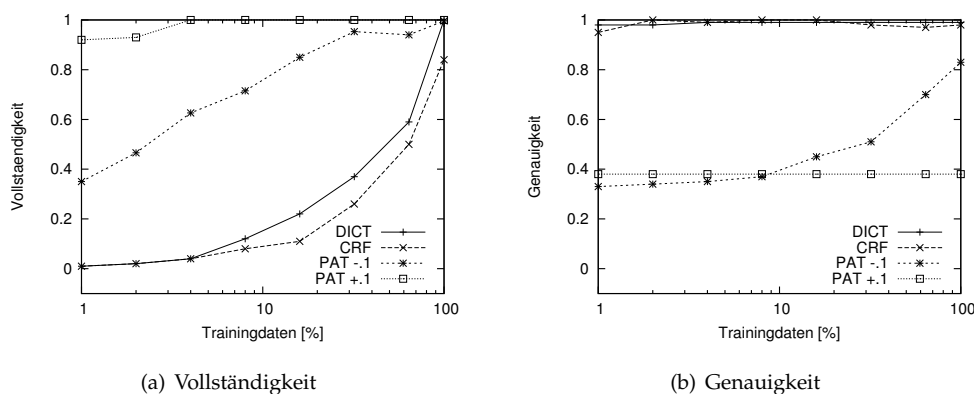 1
0.8
0.6
0.4
0.2
0
Vollstaendigkeit
DICT
CRF
PAT -.1
PAT +.1
1
10
100
Trainingdaten [%]
(a) Vollständigkeit
1
0.8
0.6
0.4
0.2
0
Genauigkeit
DICT
CRF
PAT -.1
PAT +.1
1
10
100
Trainingdaten [%]
(b) Genauigkeit